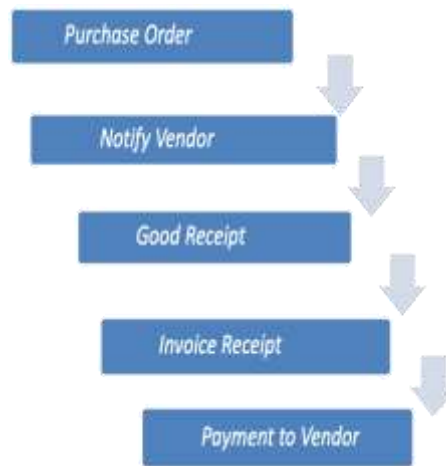 Purchase Order
Notify Vendor
Good Receipt
Invoice Receipt
Payment to Vendor